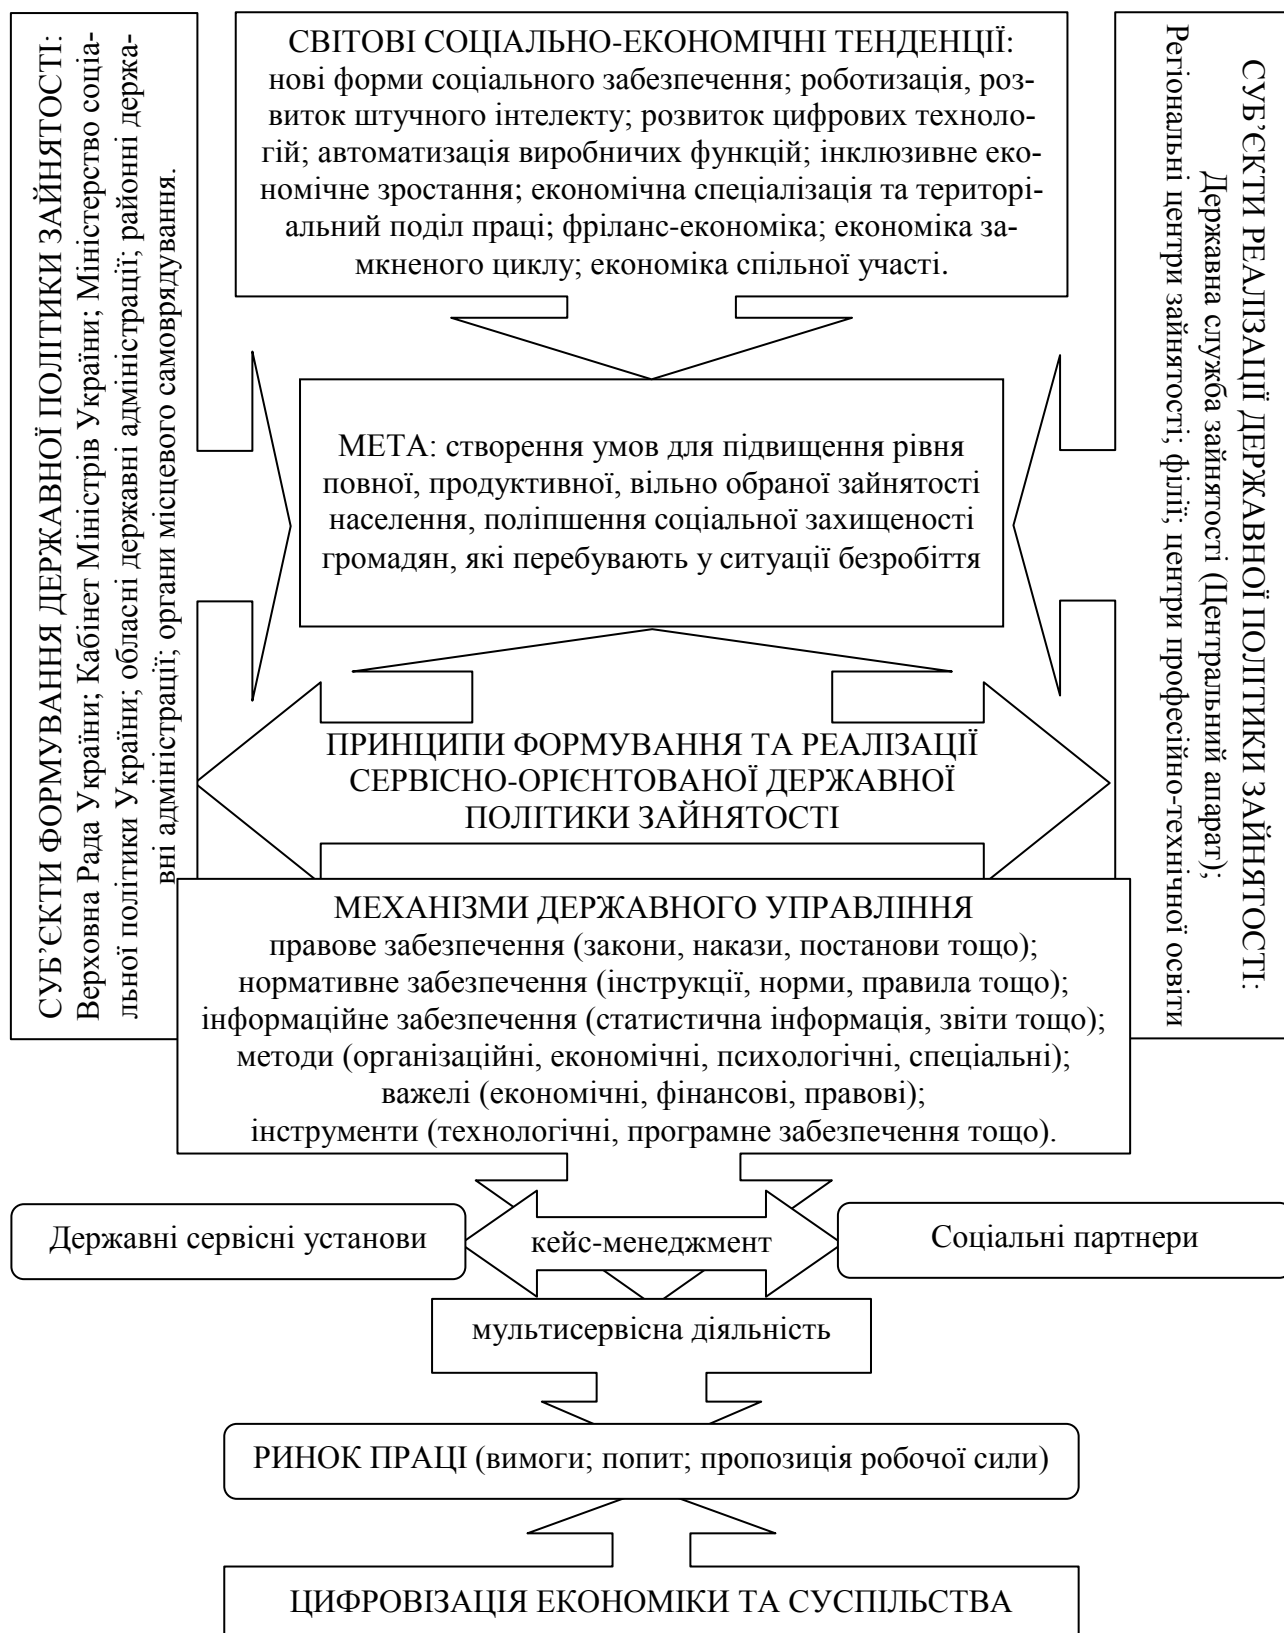 СУБ’ЄКТИ ФОРМУВАННЯ ДЕРЖАВНОЇ ПОЛІТИКИ ЗАЙНЯТОСТІ:
Верховна Рада України; Кабінет Міністрів України; Міністерство соціа-
льної політики України; обласні державні адміністрації; районні держа-
вні адміністрації; органи місцевого самоврядування.
СВІТОВІ СОЦІАЛЬНО-ЕКОНОМІЧНІ ТЕНДЕНЦІЇ:
нові форми соціального забезпечення; роботизація, роз-
виток штучного інтелекту; розвиток цифрових техноло-
гій; автоматизація виробничих функцій; інклюзивне еко-
номічне зростання; економічна спеціалізація та територі-
альний поділ праці; фріланс-економіка; економіка за-
мкненого циклу; економіка спільної участі.
СУБ’ЄКТИ РЕАЛІЗАЦІЇ ДЕРЖАВНОЇ ПОЛІТИКИ ЗАЙНЯТОСТІ:
Державна служба зайнятості (Центральний апарат);
Регіональні центри зайнятості; філії; центри професійно-технічної освіти
МЕТА: створення умов для підвищення рівня
повної, продуктивної, вільно обраної зайнятості
населення, поліпшення соціальної захищеності
громадян, які перебувають у ситуації безробіття
ПРИНЦИПИ ФОРМУВАННЯ ТА РЕАЛІЗАЦІЇ
СЕРВІСНО-ОРІЄНТОВАНОЇ ДЕРЖАВНОЇ
ПОЛІТИКИ ЗАЙНЯТОСТІ
МЕХАНІЗМИ ДЕРЖАВНОГО УПРАВЛІННЯ
правове забезпечення (закони, накази, постанови тощо);
нормативне забезпечення (інструкції, норми, правила тощо);
інформаційне забезпечення (статистична інформація, звіти тощо);
методи (організаційні, економічні, психологічні, спеціальні);
важелі (економічні, фінансові, правові);
інструменти (технологічні, програмне забезпечення тощо).
Державні сервісні установи
кейс-менеджмент
Соціальні партнери
мультисервісна діяльність
РИНОК ПРАЦІ (вимоги; попит; пропозиція робочої сили)
ЦИФРОВІЗАЦІЯ ЕКОНОМІКИ ТА СУСПІЛЬСТВА